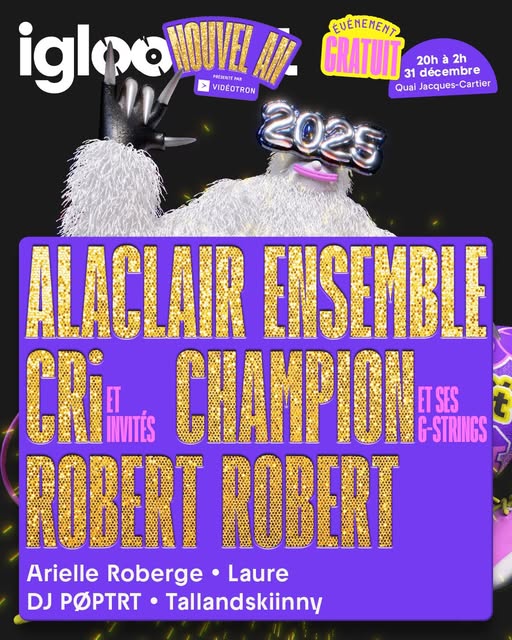 igloo
NOUVEL AN
PRÉSENTÉ PAR
VIDÉOTRON
ÉVÉNEMENT
GRATUIT
20h à 2h
31 décembre
Quai Jacques-Cartier
2025
ALACLAIR ENSEMBLE
CRi ET INVITÉS CHAMPION ET SES G-STRINGS
ROBERT ROBERT
Arielle Roberge • Laure
DJ PØPTRT • Tallandskiinny